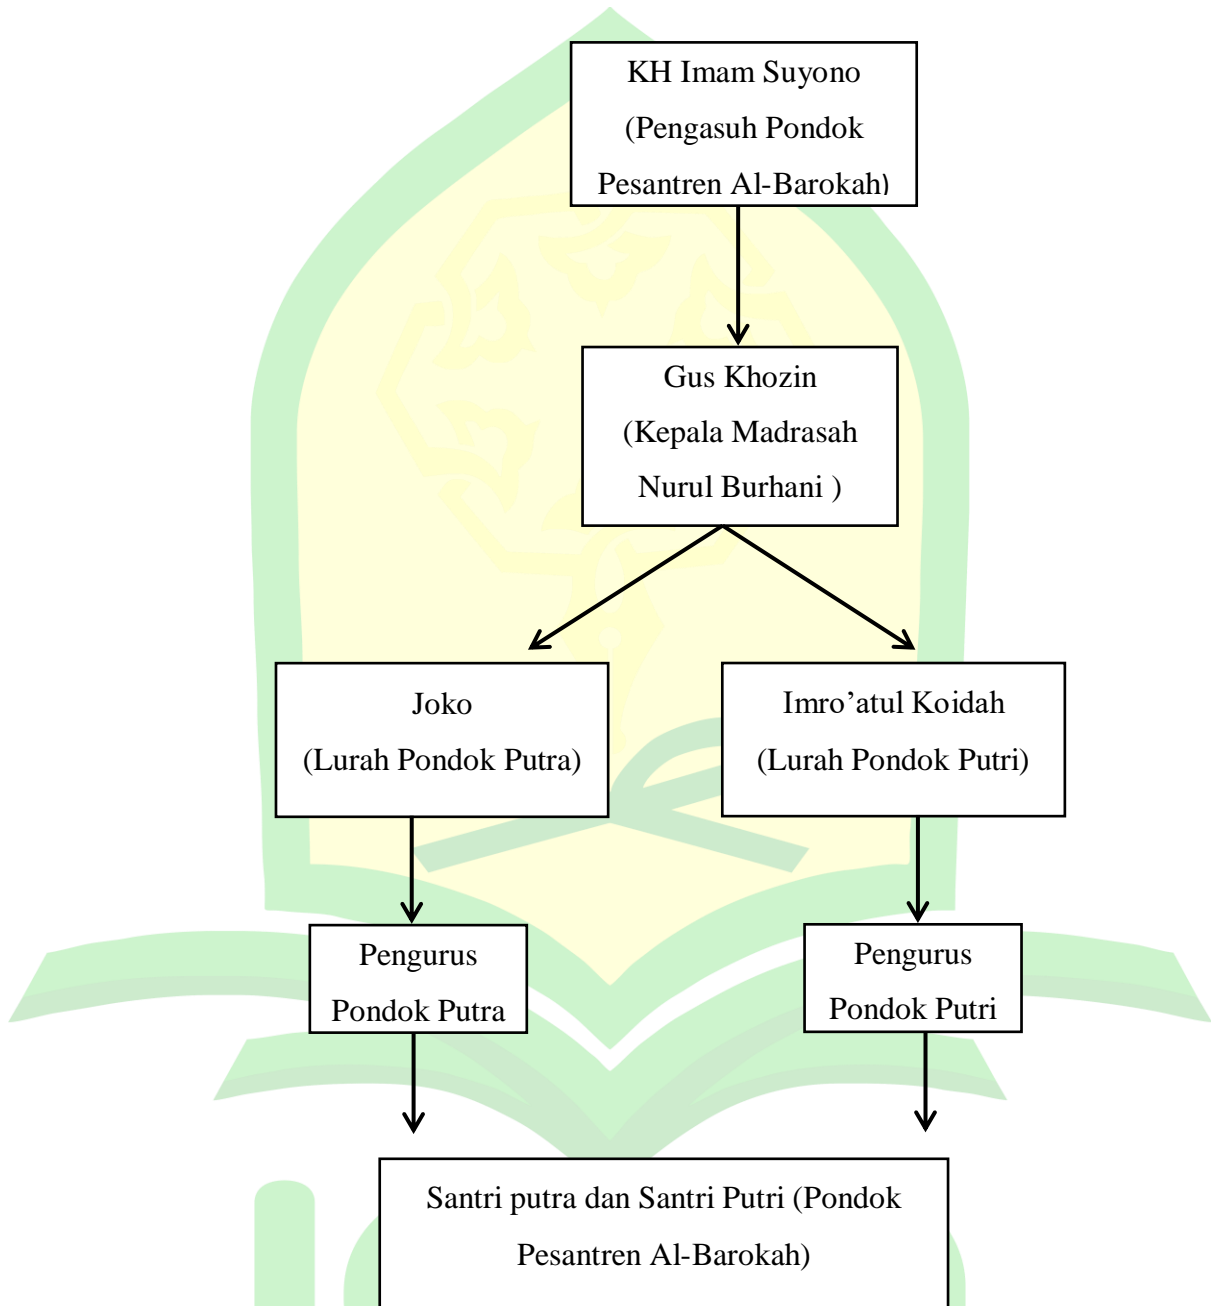 KH Imam Suyono
(Pengasuh Pondok
Pesantren Al-Barokah)
Gus Khozin
(Kepala Madrasah
Nurul Burhani )
Joko
(Lurah Pondok Putra)
Imro’atul Koidah
(Lurah Pondok Putri)
Pengurus
Pondok Putra
Pengurus
Pondok Putri
Santri putra dan Santri Putri (Pondok
Pesantren Al-Barokah)